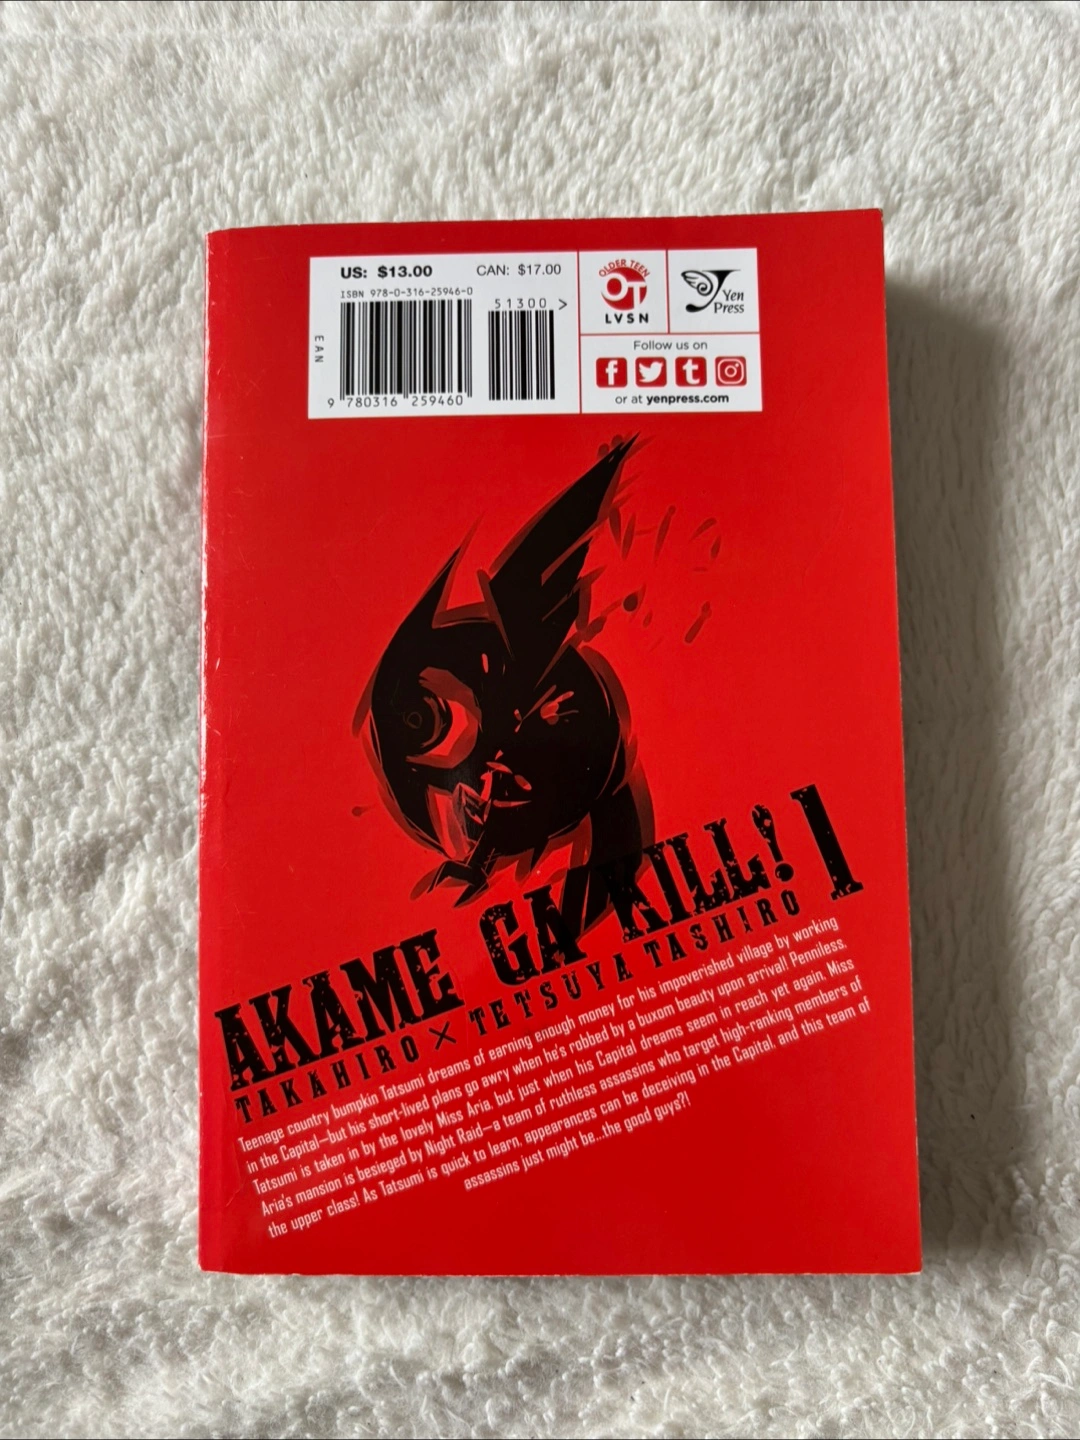 US: $13.00 CAN: $17.00
ISBN 978-0-316-25946-0
51300 >
EAN
9 780316 259460
OLDER TEEN
OT
LVSN
Yen
Press
Follow us on
f t
or at yenpress.com
AKAME GA KILL! 1
TAKAHIRO × TETSUYA TASHIRO
Teenage country bumpkin Tatsumi dreams of earning enough money for his impoverished village by working
in the Capital—but his short-lived plans go awry when he's robbed by a buxom beauty upon arrival! Penniless,
Tatsumi is taken in by the lovely Miss Aria, but just when his Capital dreams seem in reach yet again, Miss
Aria's mansion is besieged by Night Raid—a team of ruthless assassins who target high-ranking members of
the upper class! As Tatsumi is quick to learn, appearances can be deceiving in the Capital, and this team of
assassins just might be...the good guys?!